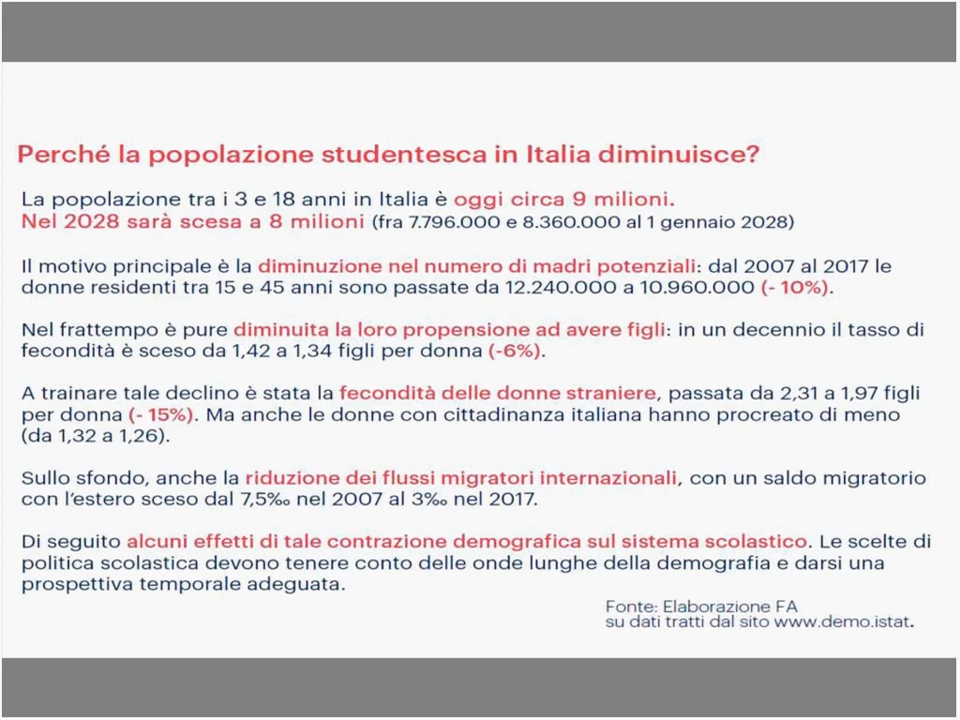 Perché la popolazione studentesca in Italia diminuisce?
La popolazione tra i 3 e 18 anni in Italia è oggi circa 9 milioni.
Nel 2028 sarà scesa a 8 milioni (fra 7.796.000 e 8.360.000 al 1 gennaio 2028)
Il motivo principale è la diminuzione nel numero di madri potenziali: dal 2007 al 2017 le
donne residenti tra 15 e 45 anni sono passate da 12.240.000 a 10.960.000 (- 10%).
Nel frattempo è pure diminuita la loro propensione ad avere figli: in un decennio il tasso di
fecondità è sceso da 1,42 a 1,34 figli per donna (-6%).
A trainare tale declino è stata la fecondità delle donne straniere, passata da 2,31 a 1,97 figli
per donna (- 15%). Ma anche le donne con cittadinanza italiana hanno procreato di meno
(da 1,32 a 1,26).
Sullo sfondo, anche la riduzione dei flussi migratori internazionali, con un saldo migratorio
con l'estero sceso dal 7,5‰ nel 2007 al 3‰ nel 2017.
Di seguito alcuni effetti di tale contrazione demografica sul sistema scolastico. Le scelte di
politica scolastica devono tenere conto delle onde lunghe della demografia e darsi una
prospettiva temporale adeguata.
Fonte: Elaborazione FA
su dati tratti dal sito www.demo.istat.